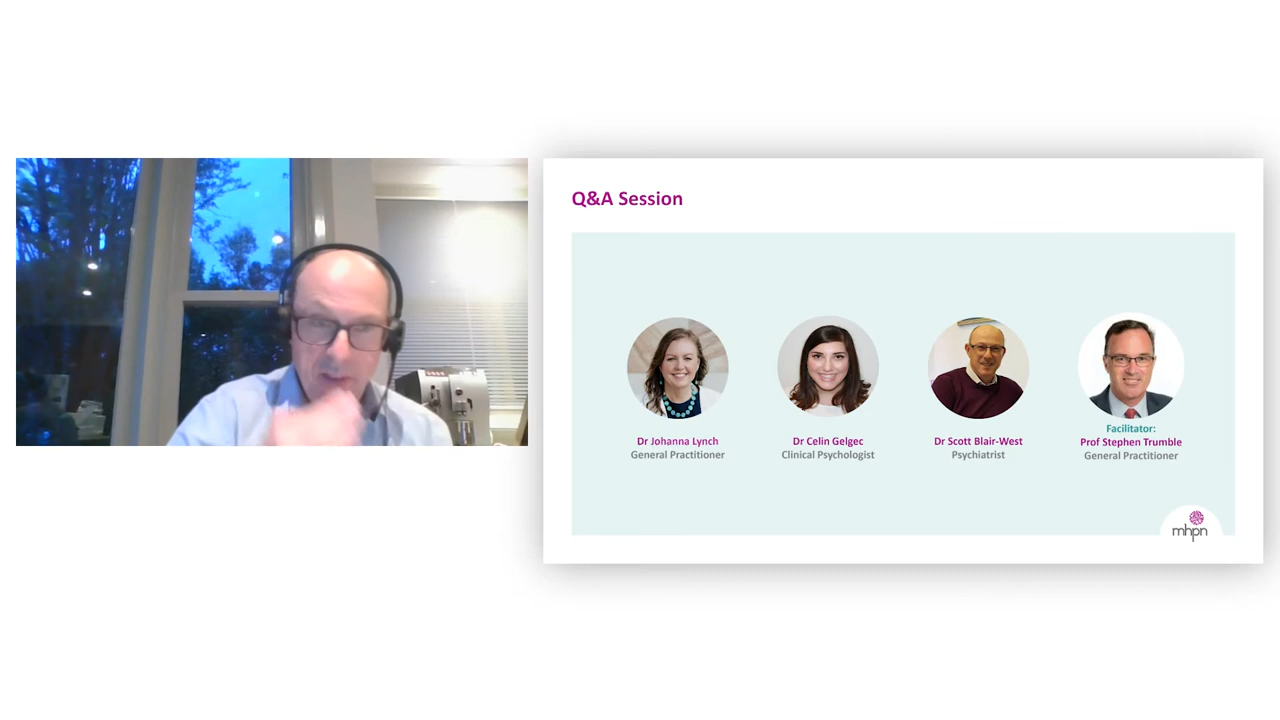 Q&A Session
Dr Johanna Lynch
General Practitioner
Dr Celin Gelgec
Clinical Psychologist
Dr Scott Blair-West
Psychiatrist
Facilitator:
Prof Stephen Trumble
General Practitioner
mhpn